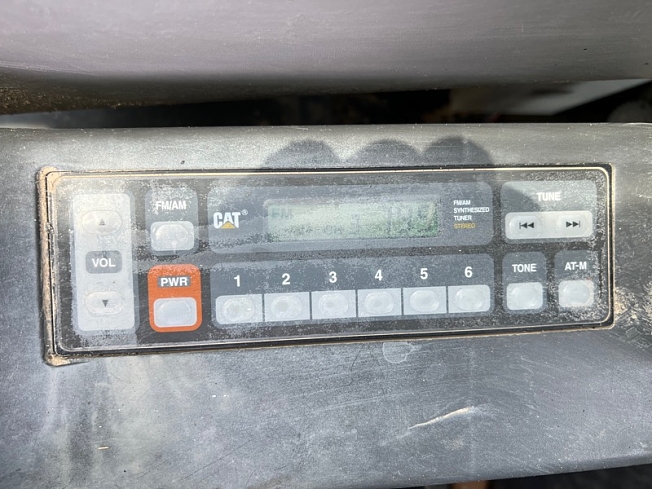 FM/AM
CAT®
FM
FM/AM
SYNTHESIZED
TUNER
STEREO
TUNE
VOL
PWR
1 2 3 4 5 6
TONE
AT-M